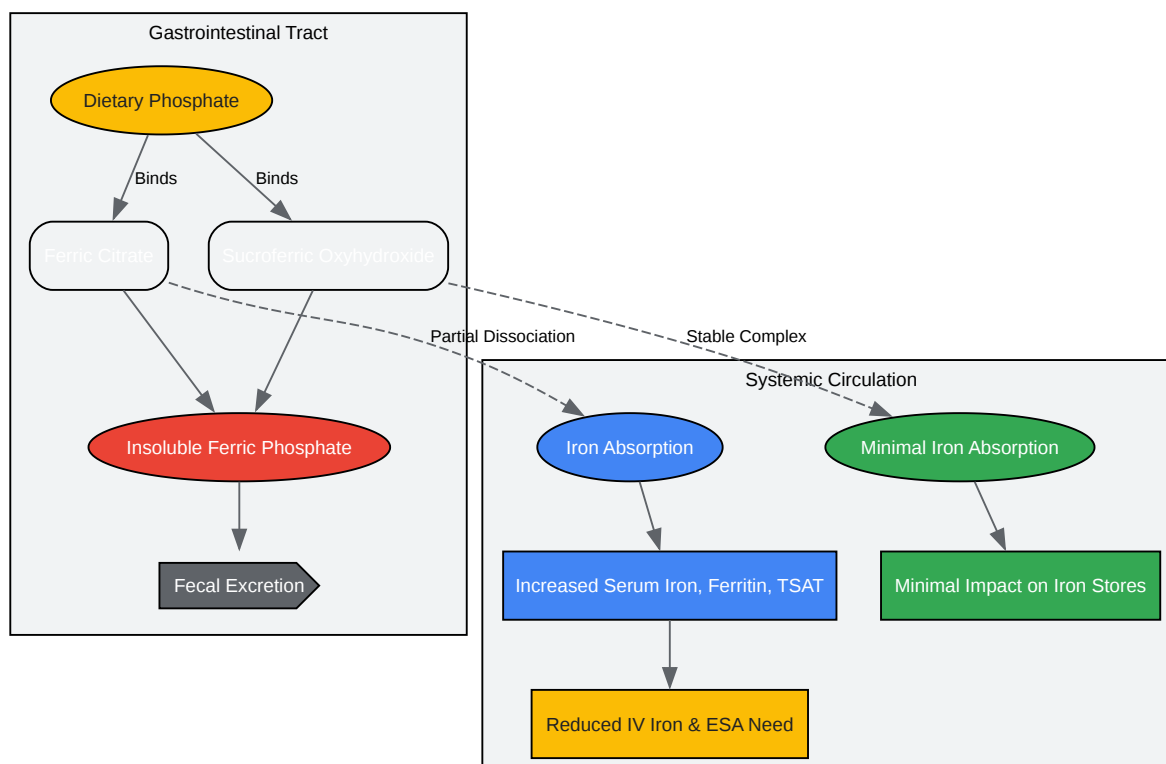 Gastrointestinal Tract
Dietary Phosphate
Binds
Binds
Ferric Citrate
Sucroferric Oxyhydroxide
Partial Dissociation
Stable Complex
Systemic Circulation
Insoluble Ferric Phosphate
Iron Absorption
Minimal Iron Absorption
Fecal Excretion
Increased Serum Iron, Ferritin, TSAT
Minimal Impact on Iron Stores
Reduced IV Iron & ESA Need